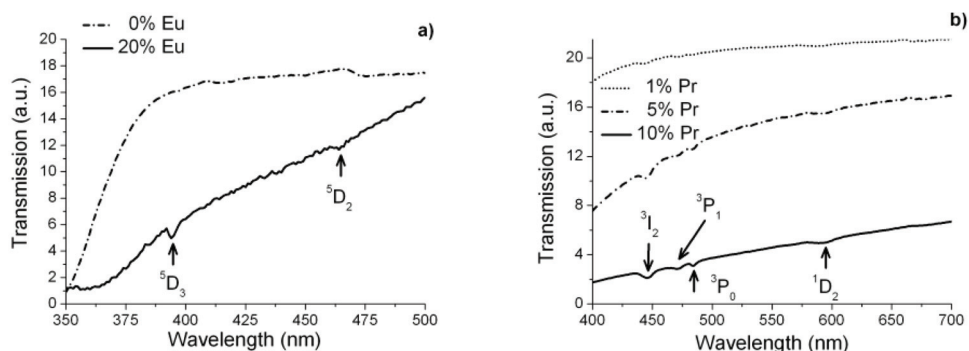 0% Eu
20% Eu
a)
20
18
16
14
12
10
8
6
4
2
0
Transmission (a.u.)
⁵D₂
⁵D₃
350
375
400
425
450
475
500
Wavelength (nm)
b)
20
16
12
8
4
0
Transmission (a.u.)
1% Pr
5% Pr
10% Pr
³I₂
³P₁
³P₀
¹D₂
400
450
500
550
600
650
700
Wavelength (nm)